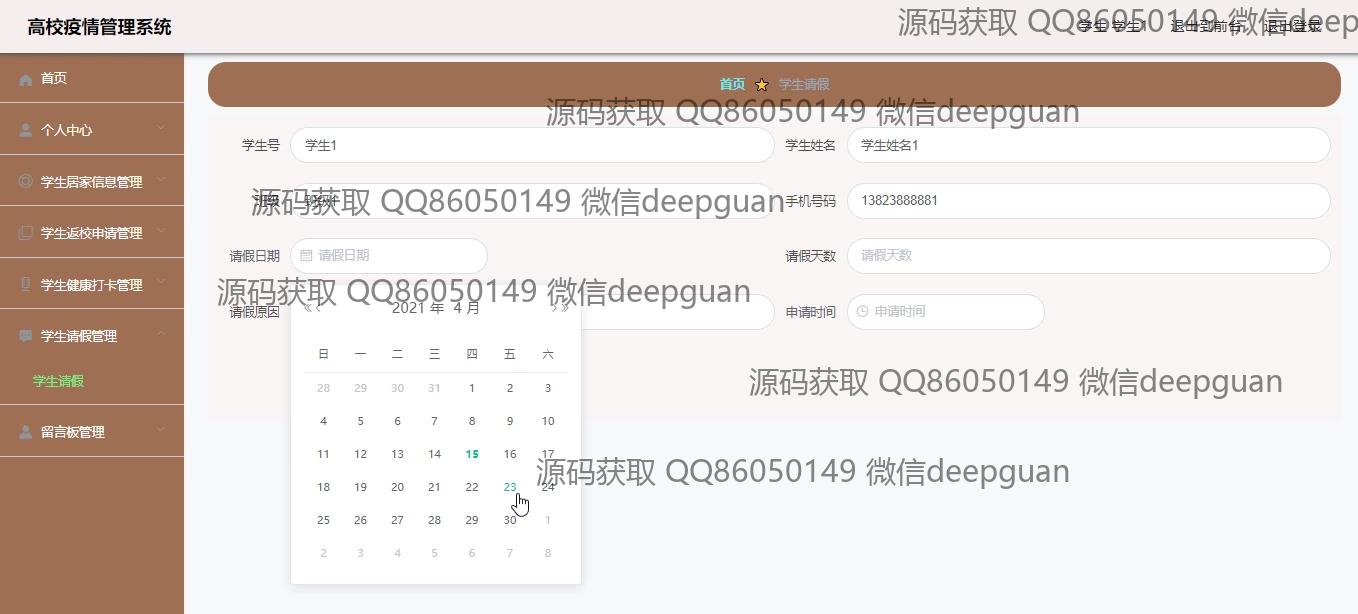 高校疫情管理系统
源码获取 QQ86050149 微信deep
学生 学生1 退出到前台 退出登录
首页
个人中心
学生居家信息管理
学生返校申请管理
学生健康打卡管理
学生请假管理
学生请假
留言板管理
首页 学生请假
源码获取 QQ86050149 微信deepguan
学生号 学生1 学生姓名 学生姓名1
源码获取 QQ86050149 微信deepguan
班级 手机号码 13823888881
请假日期 请假日期 请假天数 请假天数
源码获取 QQ86050149 微信deepguan
请假原因 申请时间 申请时间
« ‹ 2021 年 4 月 › »
日 一 二 三 四 五 六
28 29 30 31 1 2 3
源码获取 QQ86050149 微信deepguan
4 5 6 7 8 9 10
11 12 13 14 15 16 17
源码获取 QQ86050149 微信deepguan
18 19 20 21 22 23 24
25 26 27 28 29 30 1
2 3 4 5 6 7 8